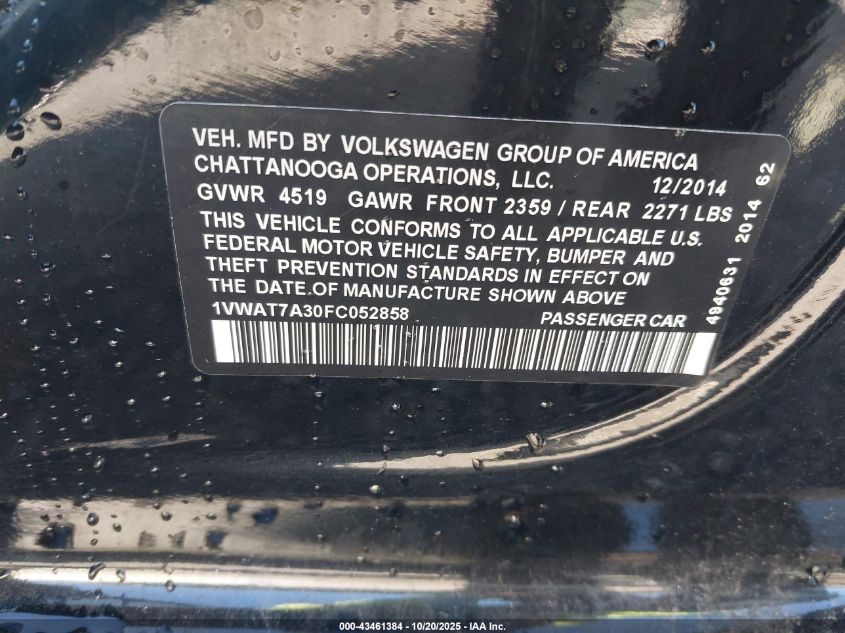 VEH. MFD BY VOLKSWAGEN GROUP OF AMERICA
CHATTANOOGA OPERATIONS, LLC. 12/2014
GVWR 4519 GAWR FRONT 2359 / REAR 2271 LBS
THIS VEHICLE CONFORMS TO ALL APPLICABLE U.S.
FEDERAL MOTOR VEHICLE SAFETY, BUMPER AND
THEFT PREVENTION STANDARDS IN EFFECT ON
THE DATE OF MANUFACTURE SHOWN ABOVE
1VWAT7A30FC052858 PASSENGER CAR
4940631 2014 62
000-43461384 - 10/20/2025 - IAA Inc.